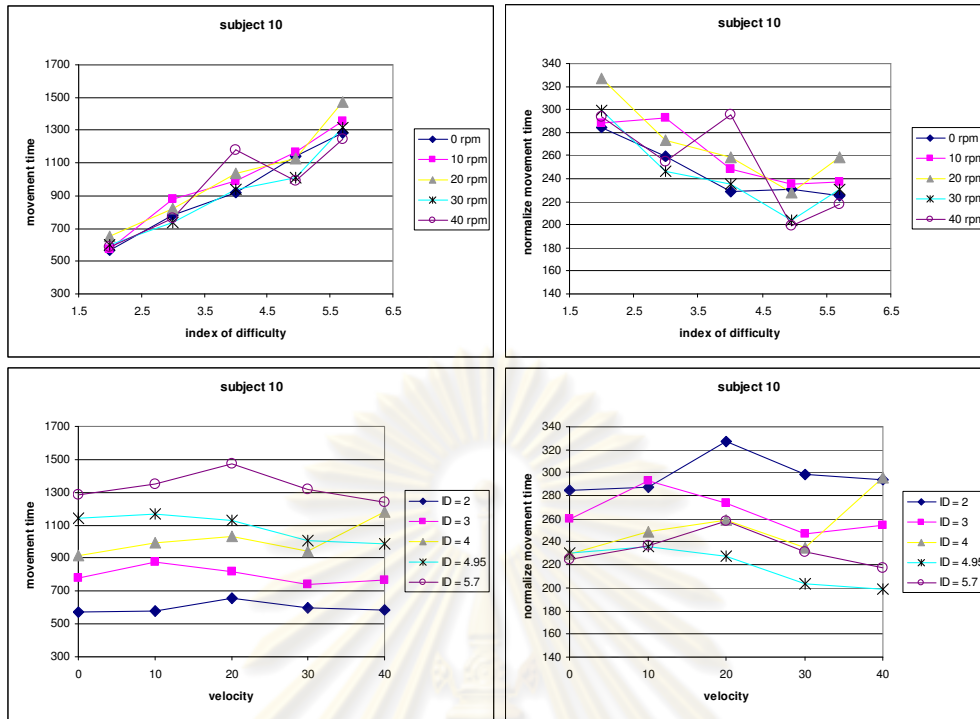 subject 10
movement time
1700
1500
1300
1100
900
700
500
300
1.5 2.5 3.5 4.5 5.5 6.5
index of difficulty
0 rpm
10 rpm
20 rpm
30 rpm
40 rpm
subject 10
normalize movement time
340
320
300
280
260
240
220
200
180
160
140
1.5 2.5 3.5 4.5 5.5 6.5
index of difficulty
0 rpm
10 rpm
20 rpm
30 rpm
40 rpm
subject 10
movement time
1700
1500
1300
1100
900
700
500
300
0 10 20 30 40
velocity
ID = 2
ID = 3
ID = 4
ID = 4.95
ID = 5.7
subject 10
normalize movement time
340
320
300
280
260
240
220
200
180
160
140
0 10 20 30 40
velocity
ID = 2
ID = 3
ID = 4
ID = 4.95
ID = 5.7